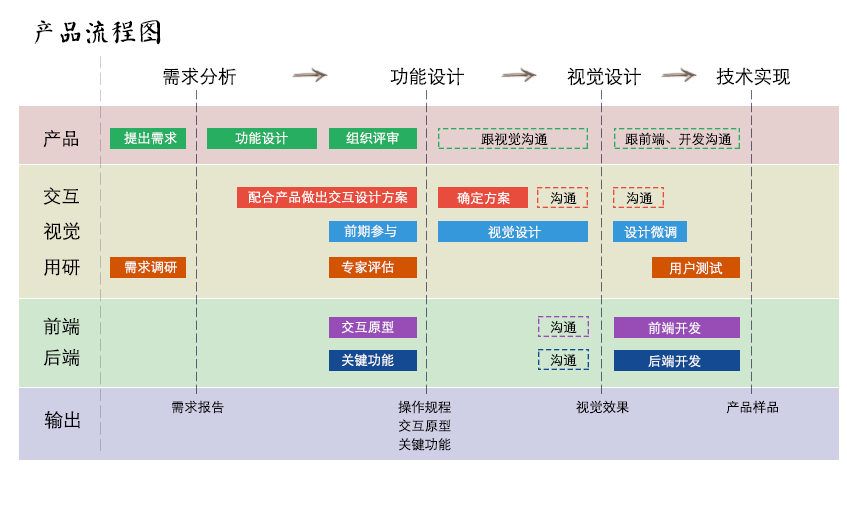 产品流程图
需求分析 功能设计 视觉设计 技术实现
产品 提出需求 功能设计 组织评审 跟视觉沟通 跟前端、开发沟通
交互 配合产品做出交互设计方案 确定方案 沟通 沟通
视觉 前期参与 视觉设计 设计微调
用研 需求调研 专家评估 用户测试
前端 交互原型 沟通 前端开发
后端 关键功能 沟通 后端开发
输出 需求报告 操作规程 视觉效果 产品样品
交互原型
关键功能